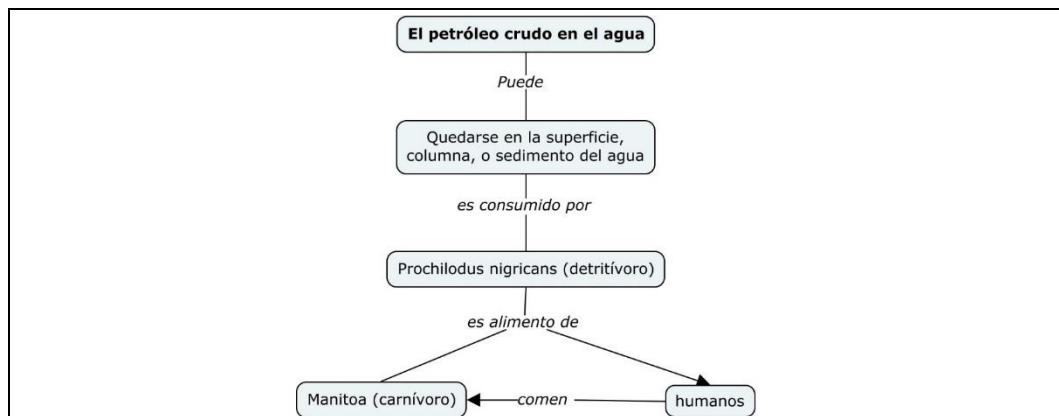 El petróleo crudo en el agua
Puede
Quedarse en la superficie,
columna, o sedimento del agua
es consumido por
Prochilodus nigricans (detritívoro)
es alimento de
Manitoa (carnívoro)
comen
humanos